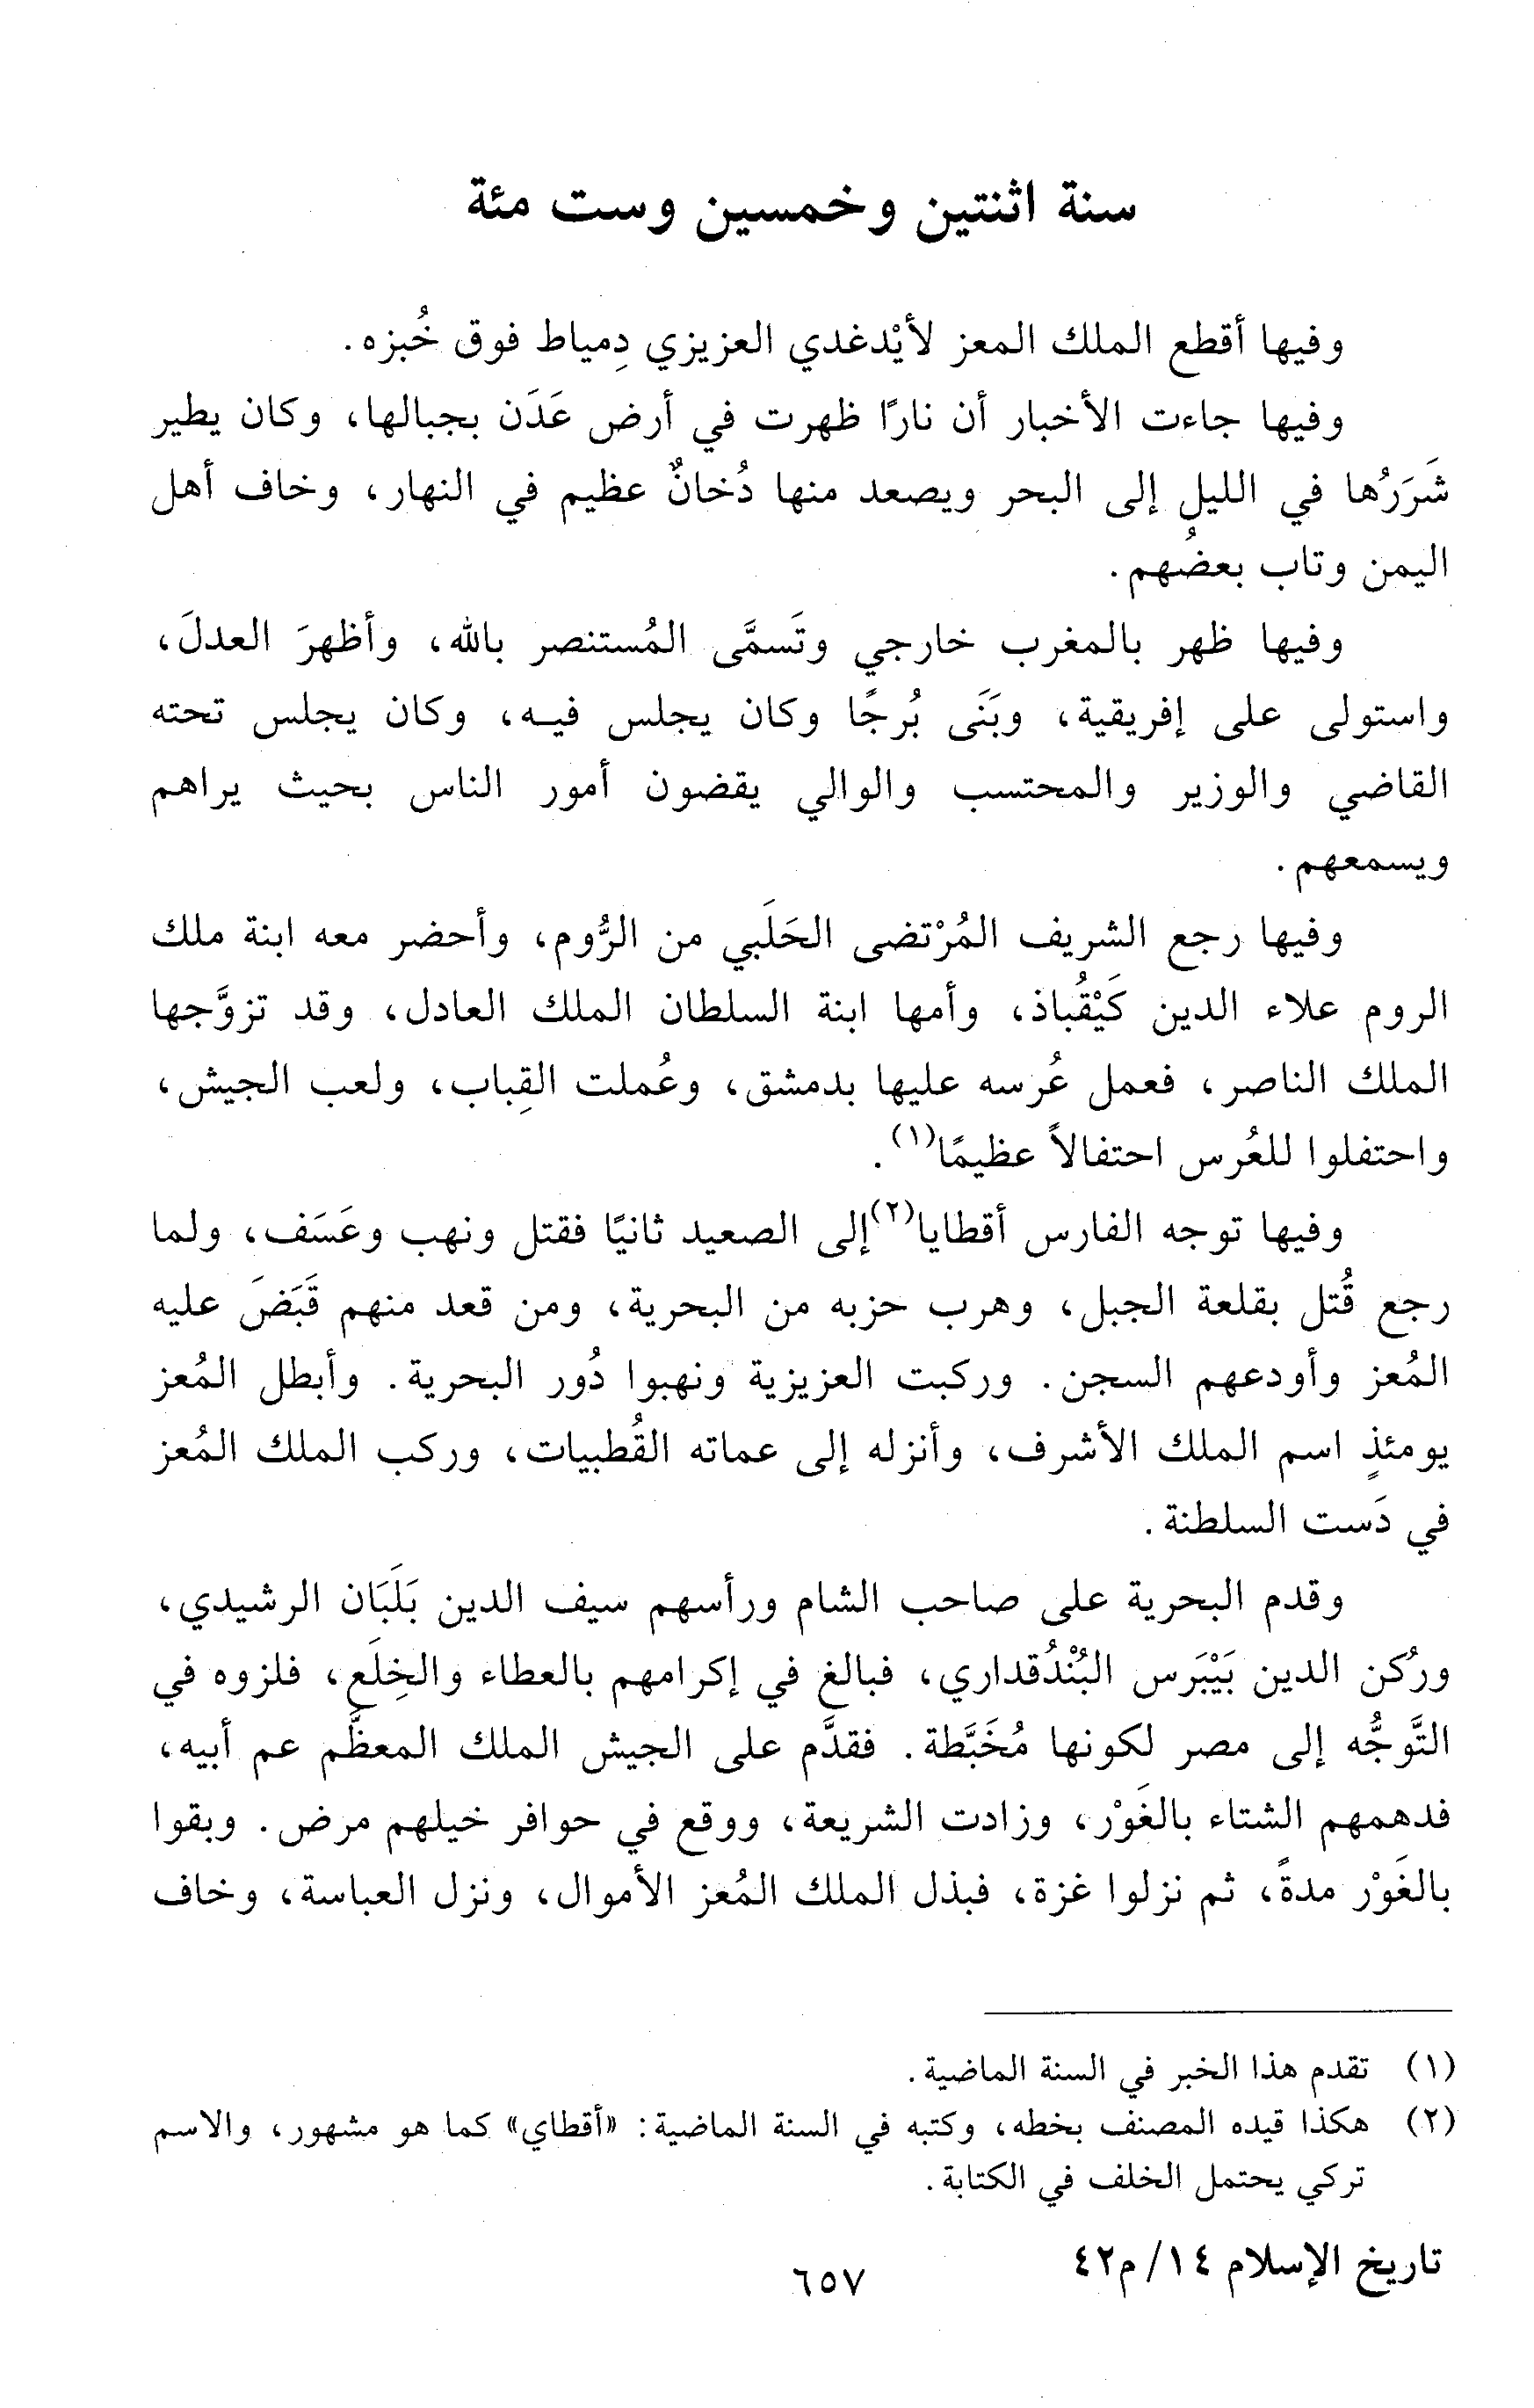 سنة اثنتين وخمسين وست مئة
وفيها أقطع الملك المعز لأيْدغدي العزيزي دِمياط فوق خُبزه.
وفيها جاءت الأخبار أن نارًا ظهرت في أرض عَدَن بجبالها، وكان يطير
شَرَرُها في الليل إلى البحر ويصعد منها دُخانٌ عظيم في النهار، وخاف أهل
اليمن وتاب بعضُهم.
وفيها ظهر بالمغرب خارجي وتَسمَّى المُستنصر بالله، وأظهرَ العدلَ،
واستولى على إفريقية، وبَنَى بُرجًا وكان يجلس فيـه، وكان يجلس تحته
القاضي والوزير والمحتسب والوالي يقضون أمور الناس بحيث يراهم
ويسمعهم.
وفيها رجع الشريف المُرْتضى الحَلَبي من الرُّوم، وأحضر معه ابنة ملك
الروم علاء الدين كَيْقُباذ، وأمها ابنة السلطان الملك العادل، وقد تزوَّجها
الملك الناصر، فعمل عُرسه عليها بدمشق، وعُملت القِباب، ولعب الجيش،
واحتفلوا للعُرس احتفالاً عظيمًا(١).
وفيها توجه الفارس أقطايا(٢)إلى الصعيد ثانيًا فقتل ونهب وعَسَف، ولما
رجع قُتل بقلعة الجبل، وهرب حزبه من البحرية، ومن قعد منهم قَبَضَ عليه
المُعز وأودعهم السجن. وركبت العزيزية ونهبوا دُور البحرية. وأبطل المُعز
يومئذٍ اسم الملك الأشرف، وأنزله إلى عماته القُطبيات، وركب الملك المُعز
في دَست السلطنة.
وقدم البحرية على صاحب الشام ورأسهم سيف الدين بَلَبَان الرشيدي،
ورُكن الدين بَيْبَرس البُنْدُقداري، فبالغ في إكرامهم بالعطاء والخِلَع، فلزوه في
التَّوجُّه إلى مصر لكونها مُخَبَّطة. فقدَّم على الجيش الملك المعظَّم عم أبيه،
فدهمهم الشتاء بالغَوْر، وزادت الشريعة، ووقع في حوافر خيلهم مرض. وبقوا
بالغَوْر مدةً، ثم نزلوا غزة، فبذل الملك المُعز الأموال، ونزل العباسة، وخاف
(١) تقدم هذا الخبر في السنة الماضية.
(٢) هكذا قيده المصنف بخطه، وكتبه في السنة الماضية: «أقطاي» كما هو مشهور، والاسم
تركي يحتمل الخلف في الكتابة.
تاريخ الإسلام ١٤/م٤٢
٦٥٧